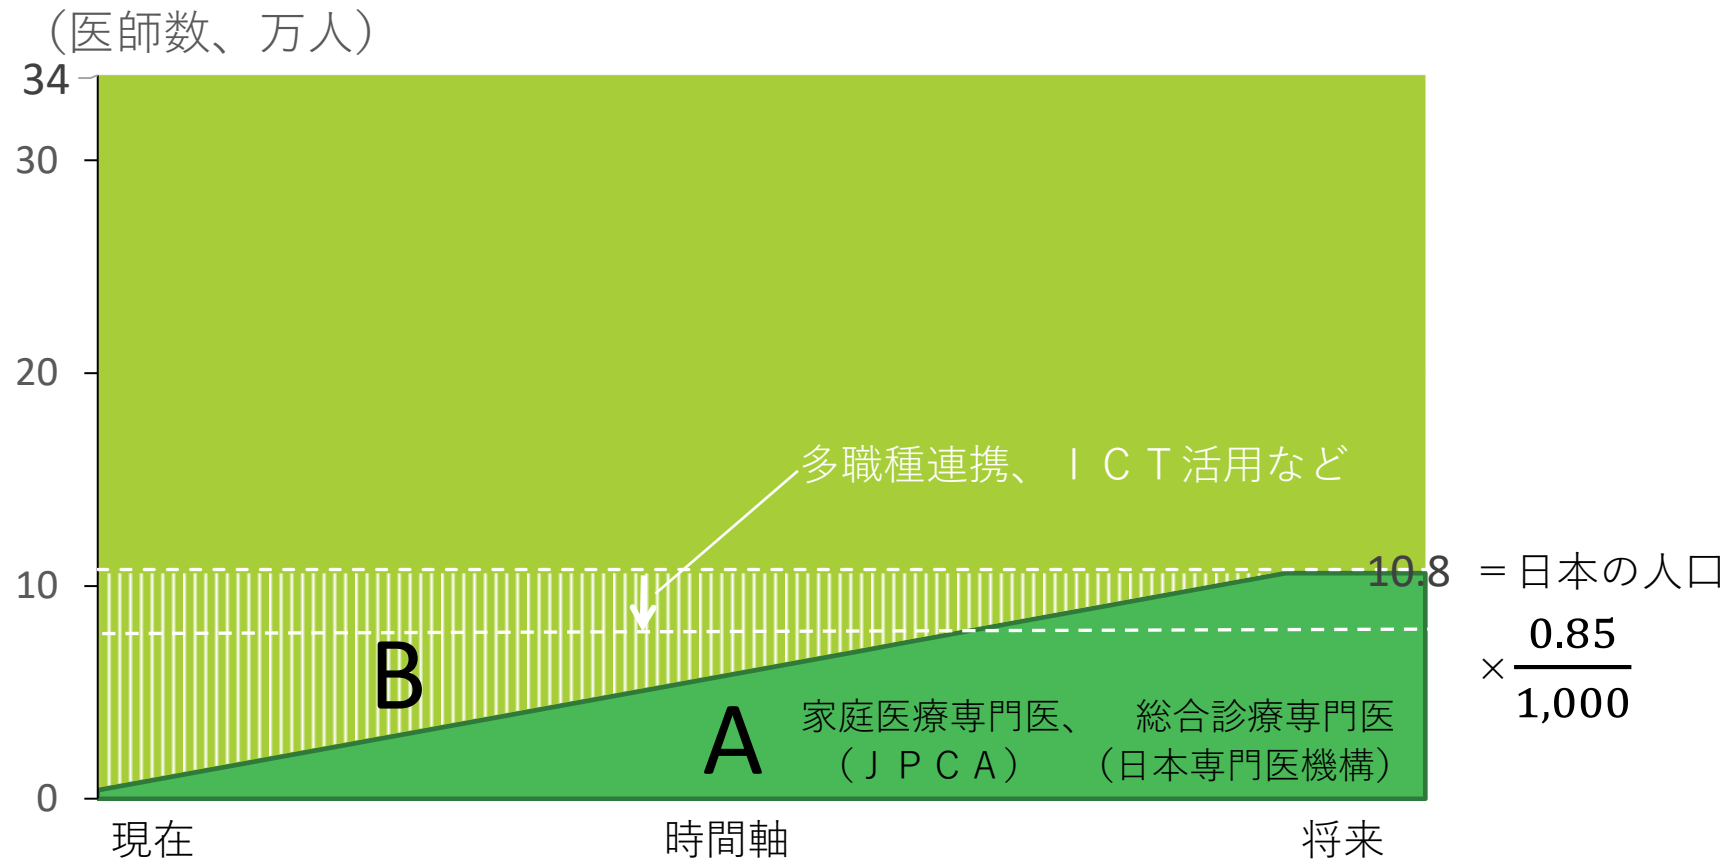 （医師数、万人）
34
30
20
多職種連携、ＩＣＴ活用など
10
10.8 ＝日本の人口
× 0.85
1,000
B
A
家庭医療専門医、 総合診療専門医
（ＪＰＣＡ） （日本専門医機構）
0
現在 時間軸 将来